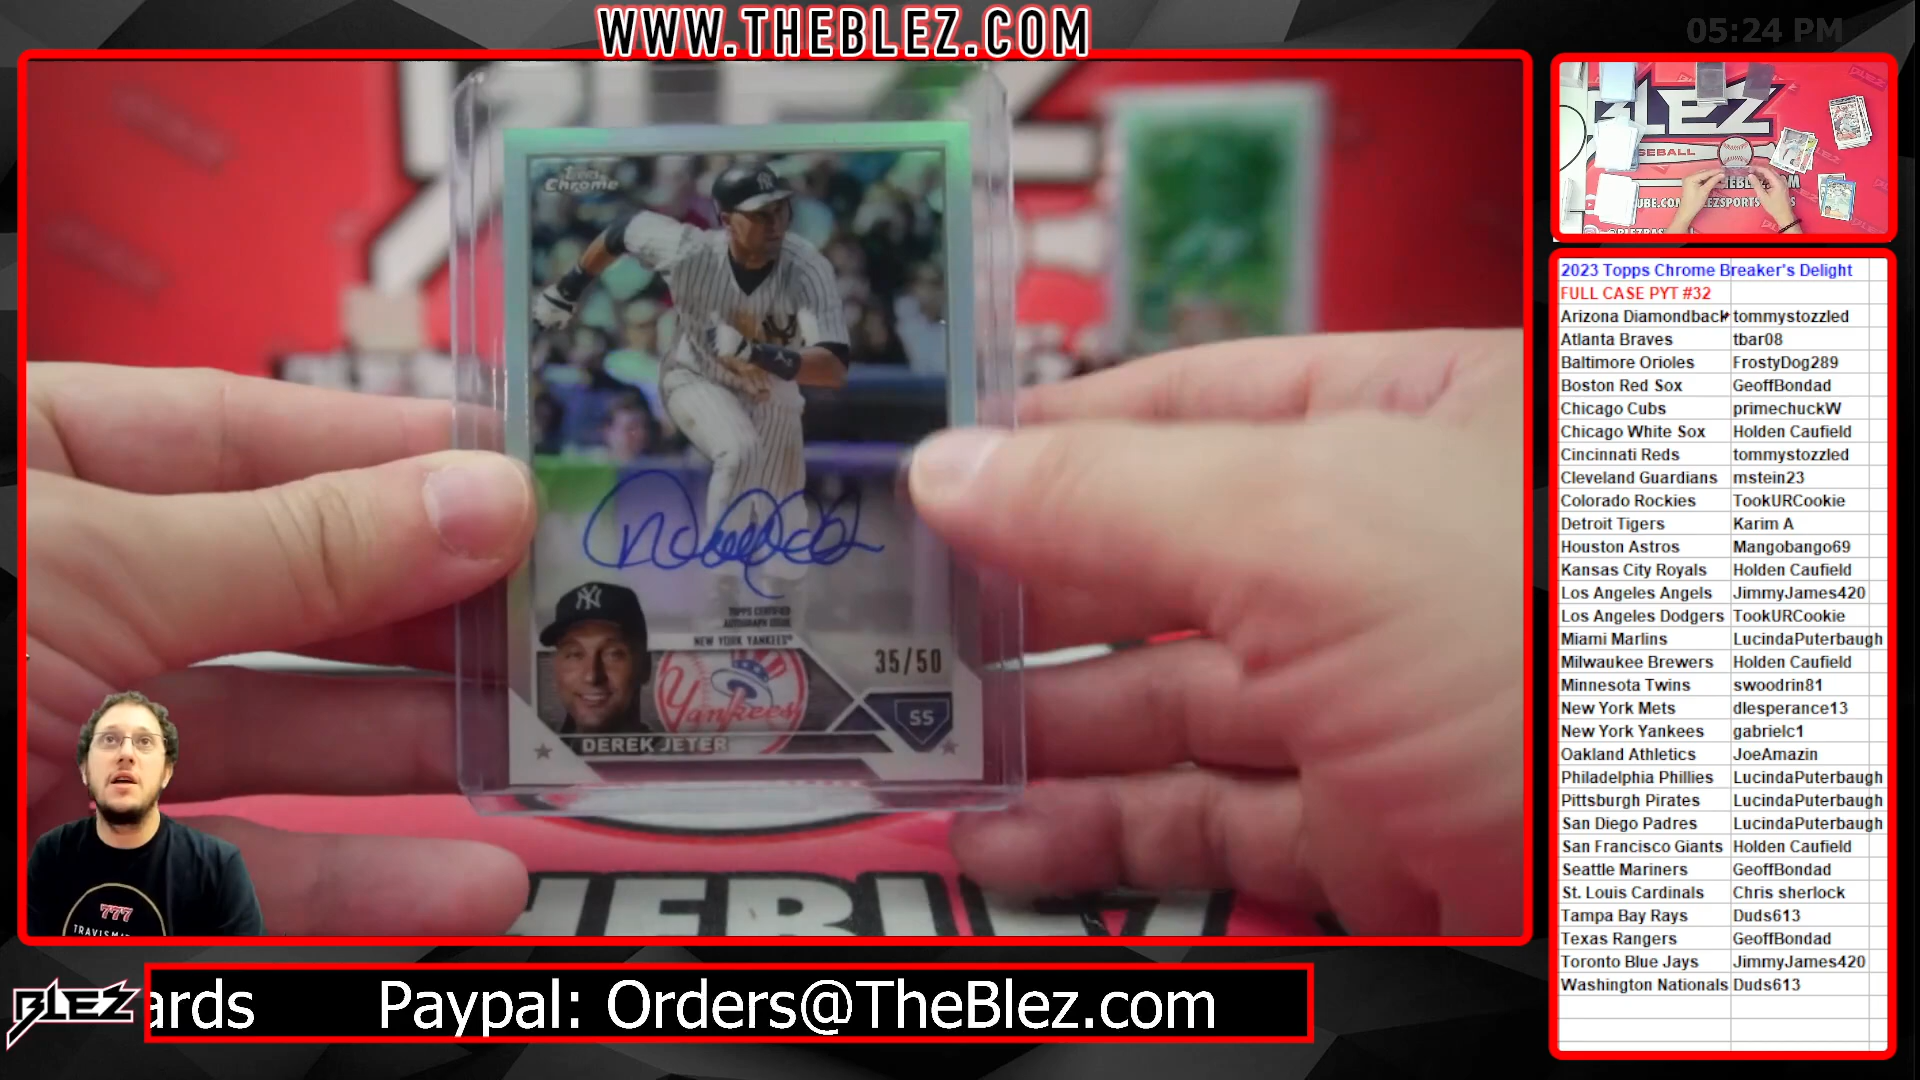 WWW.THEBLEZ.COM
05:24 PM
Topps
Chrome
TOPPS CERTIFIED
AUTOGRAPH ISSUE
NEW YORK YANKEES
35/50
Yankees
SS
DEREK JETER
777
THEBLEZ
BLEZ
ards Paypal: Orders@TheBlez.com
BLEZ
2023 Topps Chrome Breaker's Delight
FULL CASE PYT #32
Arizona Diamondback tommystozzled
Atlanta Braves tbar08
Baltimore Orioles FrostyDog289
Boston Red Sox GeoffBondad
Chicago Cubs primechuckW
Chicago White Sox Holden Caufield
Cincinnati Reds tommystozzled
Cleveland Guardians mstein23
Colorado Rockies TookURCookie
Detroit Tigers Karim A
Houston Astros Mangobango69
Kansas City Royals Holden Caufield
Los Angeles Angels JimmyJames420
Los Angeles Dodgers TookURCookie
Miami Marlins LucindaPuterbaugh
Milwaukee Brewers Holden Caufield
Minnesota Twins swoodrin81
New York Mets dlesperance13
New York Yankees gabrielc1
Oakland Athletics JoeAmazin
Philadelphia Phillies LucindaPuterbaugh
Pittsburgh Pirates LucindaPuterbaugh
San Diego Padres LucindaPuterbaugh
San Francisco Giants Holden Caufield
Seattle Mariners GeoffBondad
St. Louis Cardinals Chris sherlock
Tampa Bay Rays Duds613
Texas Rangers GeoffBondad
Toronto Blue Jays JimmyJames420
Washington Nationals Duds613